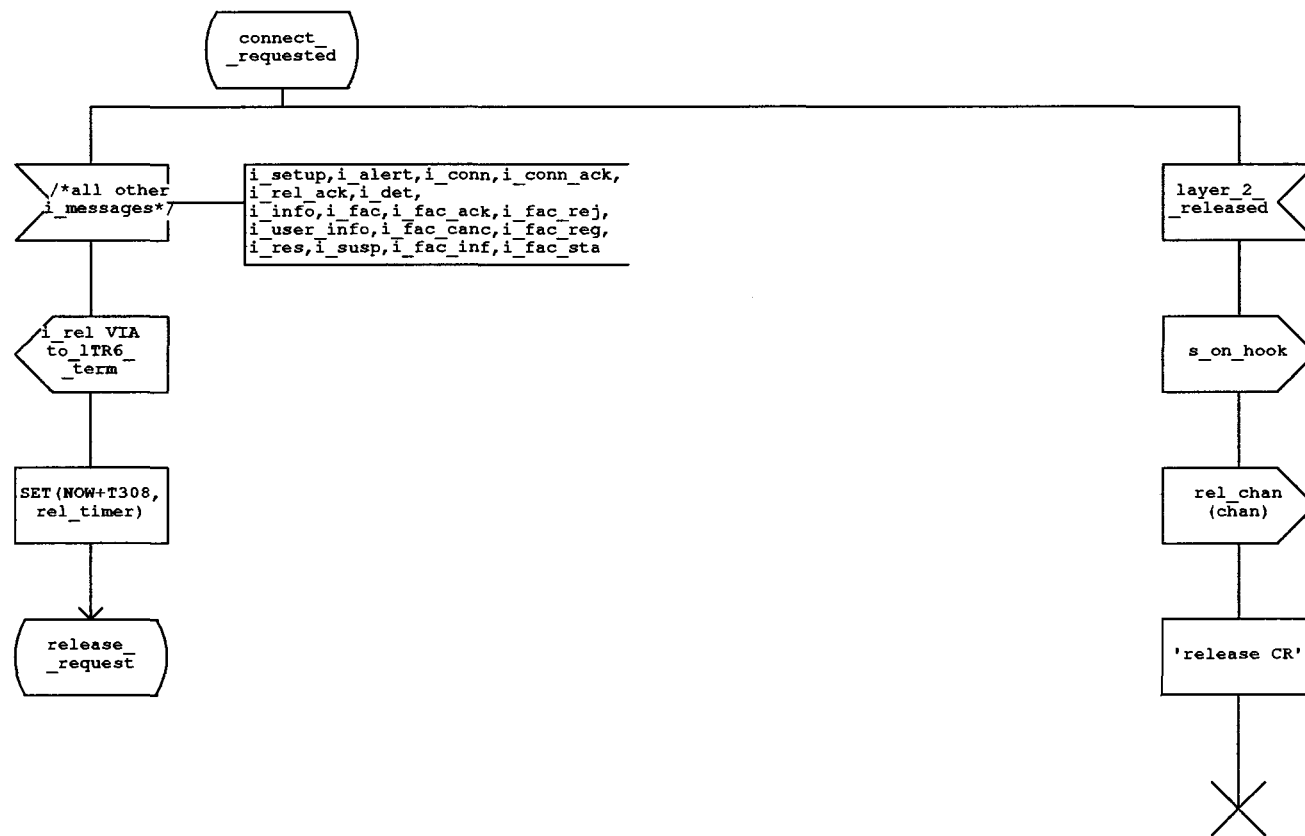 connect_
_requested
/*all other
i_messages*/
i_setup,i_alert,i_conn,i_conn_ack,
i_rel_ack,i_det,
i_info,i_fac,i_fac_ack,i_fac_rej,
i_user_info,i_fac_canc,i_fac_reg,
i_res,i_susp,i_fac_inf,i_fac_sta
layer_2_
_released
i_rel VIA
to_1TR6_
_term
s_on_hook
SET(NOW+T308,
rel_timer)
rel_chan
(chan)
release_
_request
'release CR'